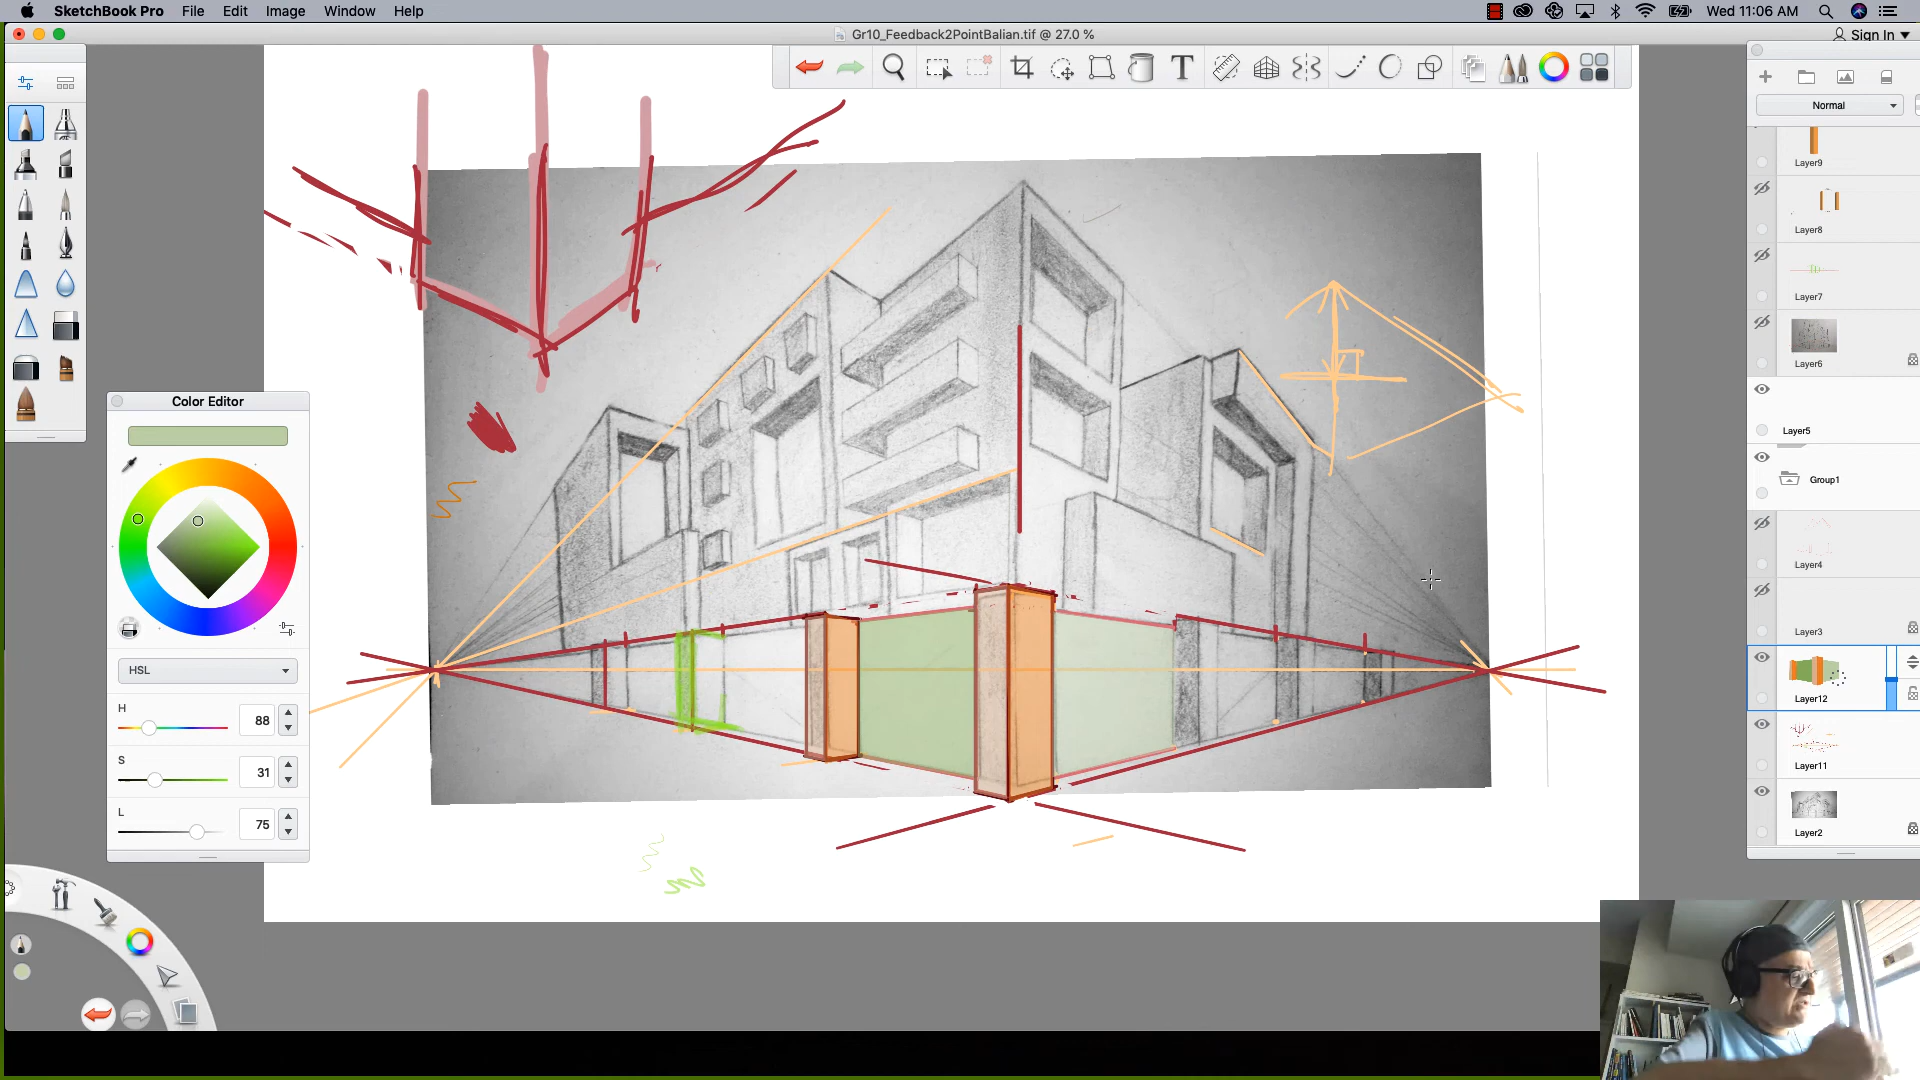 SketchBook Pro File Edit Image Window Help
Wed 11:06 AM
Gr10_Feedback2PointBalian.tif @ 27.0 %
Sign In
T
Normal
Layer9
Layer8
Layer7
Layer6
Layer5
Group1
Layer4
Layer3
Layer12
Layer11
Layer2
Color Editor
HSL
H 88
S 31
L 75